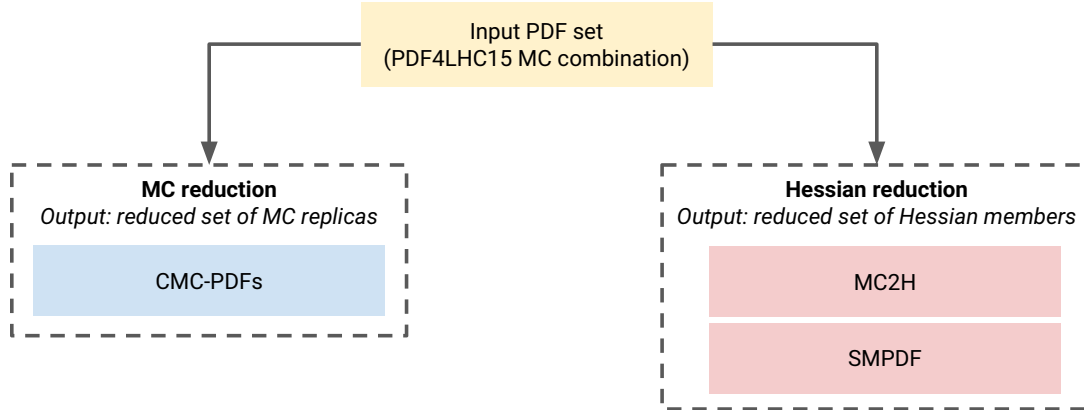 Input PDF set
(PDF4LHC15 MC combination)
MC reduction
Output: reduced set of MC replicas
CMC-PDFs
Hessian reduction
Output: reduced set of Hessian members
MC2H
SMPDF